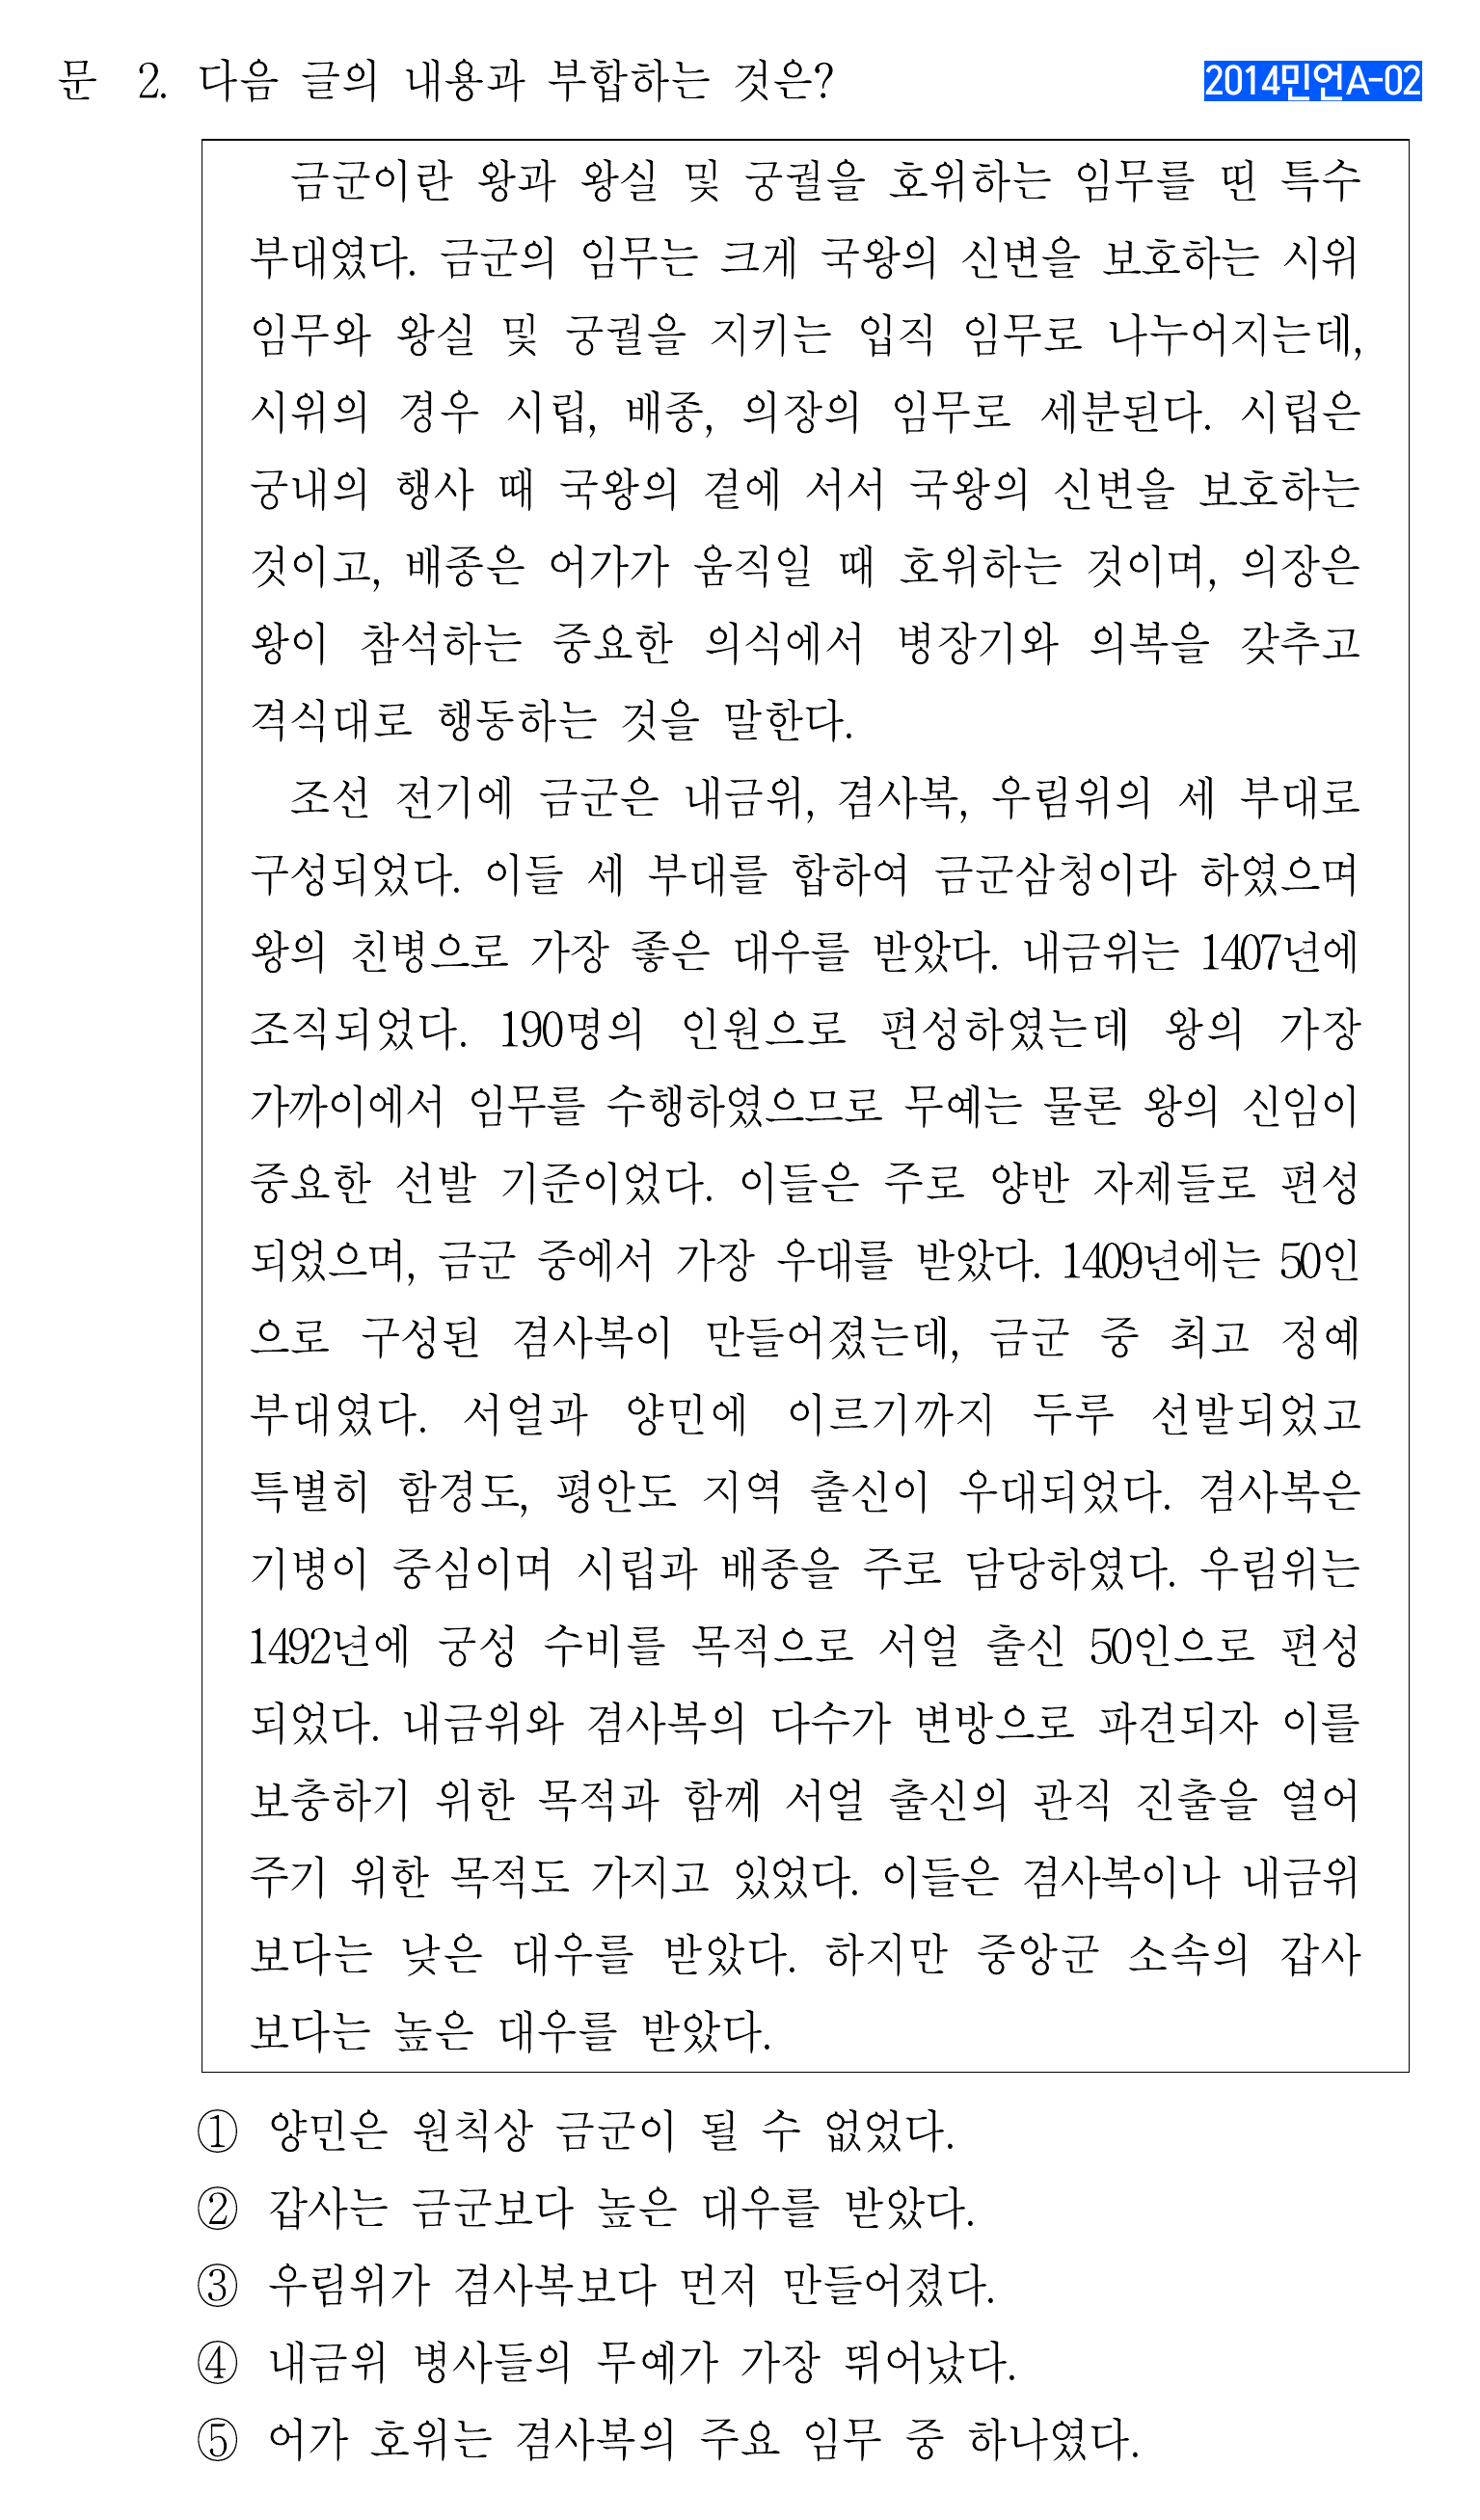 문 2. 다음 글의 내용과 부합하는 것은?
2014민언A-02
금군이란 왕과 왕실 및 궁궐을 호위하는 임무를 띤 특수
부대였다. 금군의 임무는 크게 국왕의 신변을 보호하는 시위
임무와 왕실 및 궁궐을 지키는 입직 임무로 나누어지는데,
시위의 경우 시립, 배종, 의장의 임무로 세분된다. 시립은
궁내의 행사 때 국왕의 곁에 서서 국왕의 신변을 보호하는
것이고, 배종은 어가가 움직일 때 호위하는 것이며, 의장은
왕이 참석하는 중요한 의식에서 병장기와 의복을 갖추고
격식대로 행동하는 것을 말한다.
조선 전기에 금군은 내금위, 겸사복, 우림위의 세 부대로
구성되었다. 이들 세 부대를 합하여 금군삼청이라 하였으며
왕의 친병으로 가장 좋은 대우를 받았다. 내금위는 1407년에
조직되었다. 190명의 인원으로 편성하였는데 왕의 가장
가까이에서 임무를 수행하였으므로 무예는 물론 왕의 신임이
중요한 선발 기준이었다. 이들은 주로 양반 자제들로 편성
되었으며, 금군 중에서 가장 우대를 받았다. 1409년에는 50인
으로 구성된 겸사복이 만들어졌는데, 금군 중 최고 정예
부대였다. 서얼과 양민에 이르기까지 두루 선발되었고
특별히 함경도, 평안도 지역 출신이 우대되었다. 겸사복은
기병이 중심이며 시립과 배종을 주로 담당하였다. 우림위는
1492년에 궁성 수비를 목적으로 서얼 출신 50인으로 편성
되었다. 내금위와 겸사복의 다수가 변방으로 파견되자 이를
보충하기 위한 목적과 함께 서얼 출신의 관직 진출을 열어
주기 위한 목적도 가지고 있었다. 이들은 겸사복이나 내금위
보다는 낮은 대우를 받았다. 하지만 중앙군 소속의 갑사
보다는 높은 대우를 받았다.
① 양민은 원칙상 금군이 될 수 없었다.
② 갑사는 금군보다 높은 대우를 받았다.
③ 우림위가 겸사복보다 먼저 만들어졌다.
④ 내금위 병사들의 무예가 가장 뛰어났다.
⑤ 어가 호위는 겸사복의 주요 임무 중 하나였다.